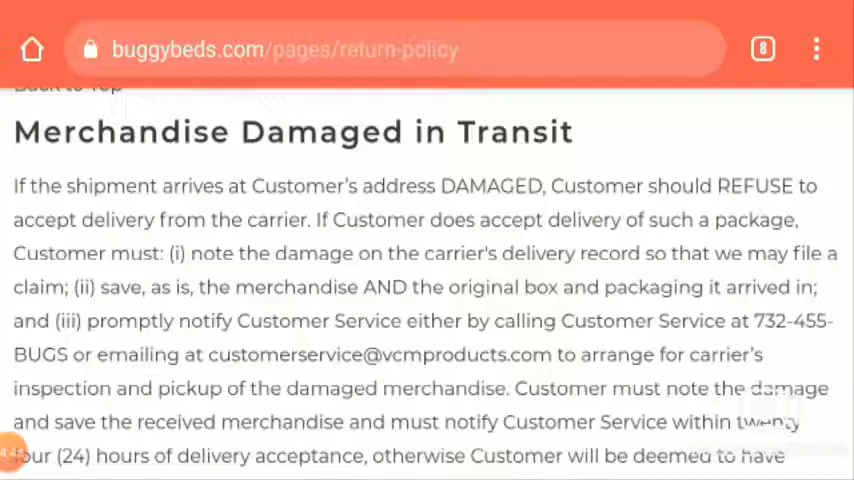 buggybeds.com/pages/return-policy
8
Back to Top
Merchandise Damaged in Transit
If the shipment arrives at Customer's address DAMAGED, Customer should REFUSE to
accept delivery from the carrier. If Customer does accept delivery of such a package,
Customer must: (i) note the damage on the carrier's delivery record so that we may file a
claim; (ii) save, as is, the merchandise AND the original box and packaging it arrived in;
and (iii) promptly notify Customer Service either by calling Customer Service at 732-455-
BUGS or emailing at customerservice@vcmproducts.com to arrange for carrier's
inspection and pickup of the damaged merchandise. Customer must note the damage
and save the received merchandise and must notify Customer Service within twenty
four (24) hours of delivery acceptance, otherwise Customer will be deemed to have